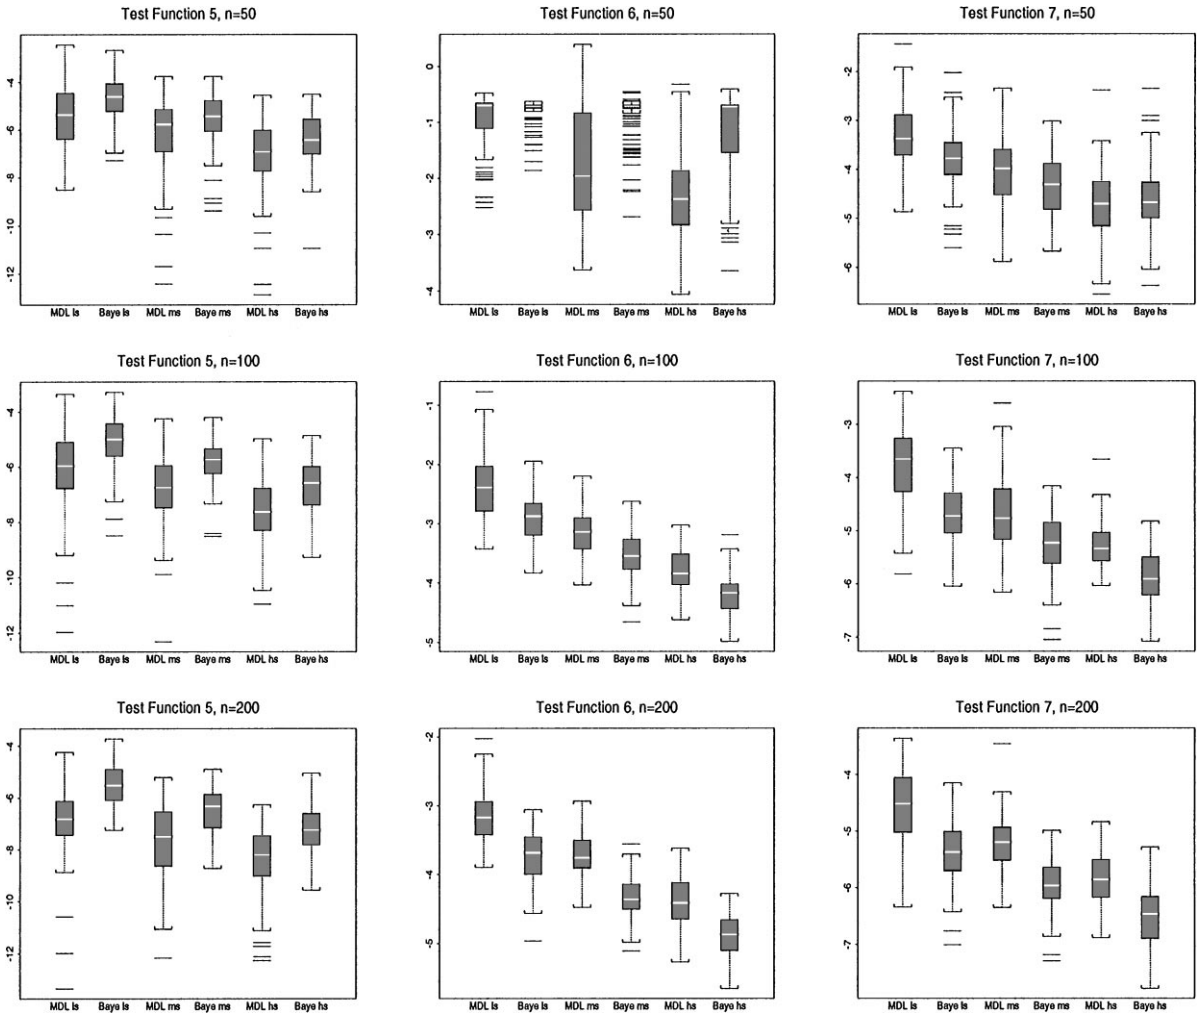 Test Function 5, n=50
-4
-6
-8
-10
-12
MDL ls Baye ls MDL ms Baye ms MDL hs Baye hs
Test Function 6, n=50
0
-1
-2
-3
-4
MDL ls Baye ls MDL ms Baye ms MDL hs Baye hs
Test Function 7, n=50
-2
-3
-4
-5
-6
MDL ls Baye ls MDL ms Baye ms MDL hs Baye hs
Test Function 5, n=100
-4
-6
-8
-10
-12
MDL ls Baye ls MDL ms Baye ms MDL hs Baye hs
Test Function 6, n=100
-1
-2
-3
-4
-5
MDL ls Baye ls MDL ms Baye ms MDL hs Baye hs
Test Function 7, n=100
-3
-4
-5
-6
-7
MDL ls Baye ls MDL ms Baye ms MDL hs Baye hs
Test Function 5, n=200
-4
-6
-8
-10
-12
MDL ls Baye ls MDL ms Baye ms MDL hs Baye hs
Test Function 6, n=200
-2
-3
-4
-5
MDL ls Baye ls MDL ms Baye ms MDL hs Baye hs
Test Function 7, n=200
-4
-5
-6
-7
MDL ls Baye ls MDL ms Baye ms MDL hs Baye hs